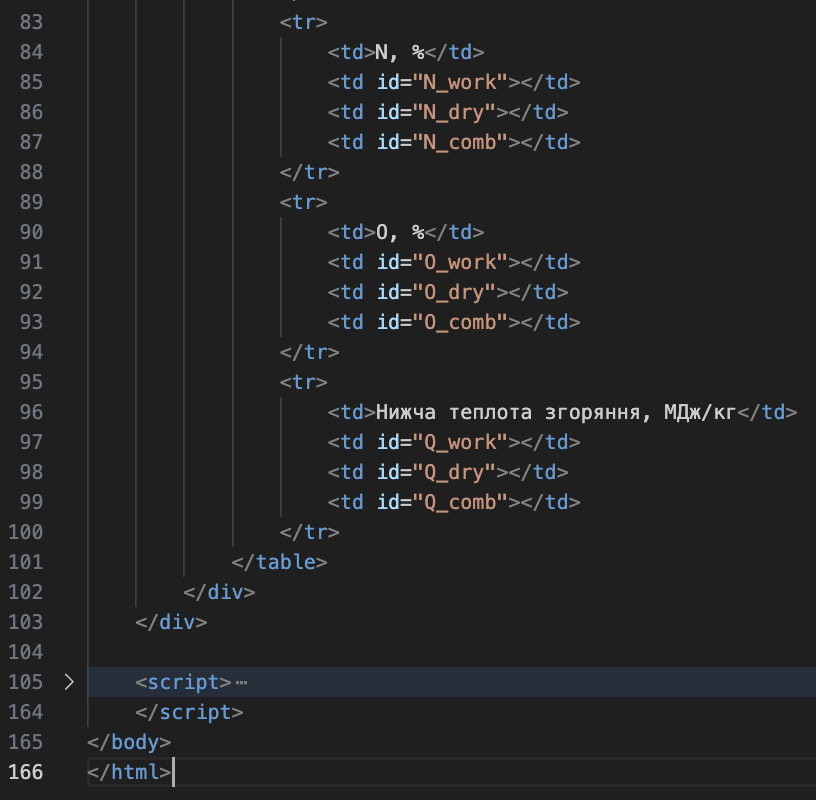 83 <tr>
84 <td>N, %</td>
85 <td id="N_work"></td>
86 <td id="N_dry"></td>
87 <td id="N_comb"></td>
88 </tr>
89 <tr>
90 <td>O, %</td>
91 <td id="O_work"></td>
92 <td id="O_dry"></td>
93 <td id="O_comb"></td>
94 </tr>
95 <tr>
96 <td>Нижча теплота згоряння, МДж/кг</td>
97 <td id="Q_work"></td>
98 <td id="Q_dry"></td>
99 <td id="Q_comb"></td>
100 </tr>
101 </table>
102 </div>
103 </div>
104
105 <script>⋯
164 </script>
165 </body>
166 </html>